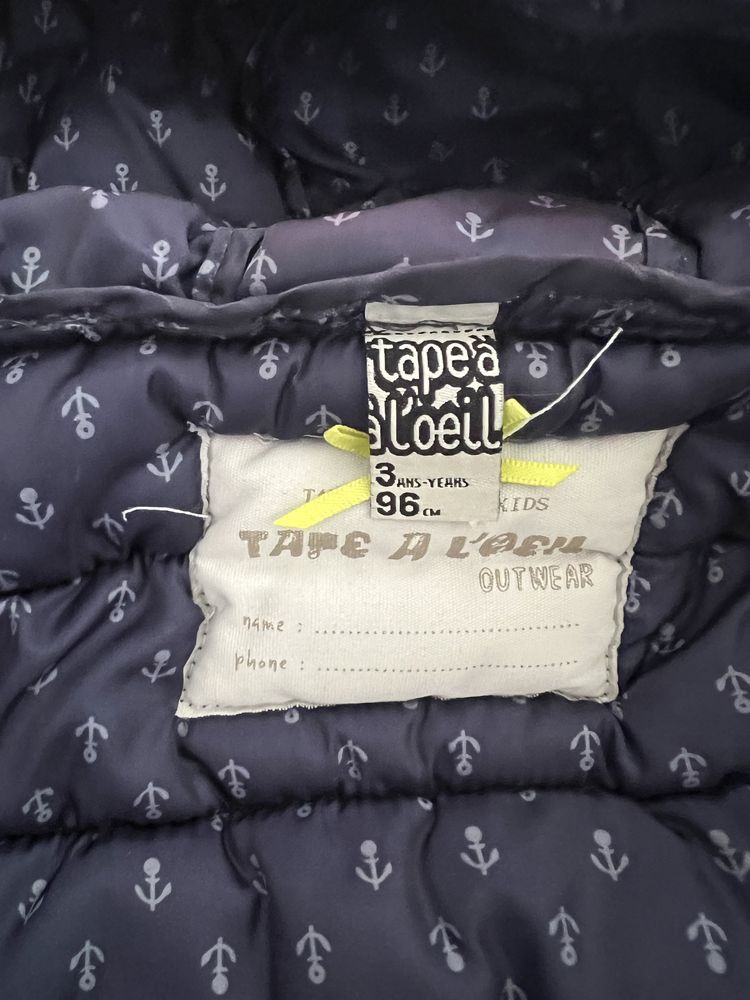 tape à
à l'oeil
3 ANS-YEARS
96 CM
KIDS
TAPE A L'OEIL
OUTWEAR
name :
phone :